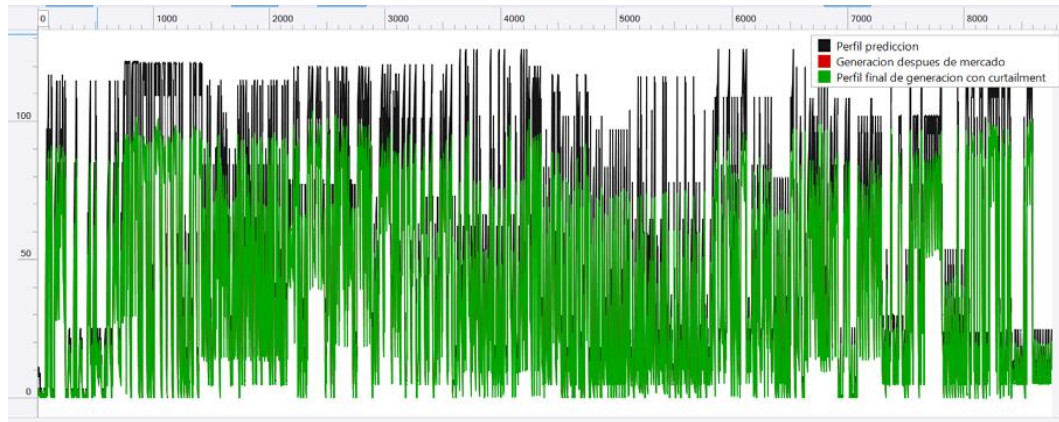 0 1000 2000 3000 4000 5000 6000 7000 8000
Perfil prediccion
Generacion despues de mercado
Perfil final de generacion con curtailment
100
50
0